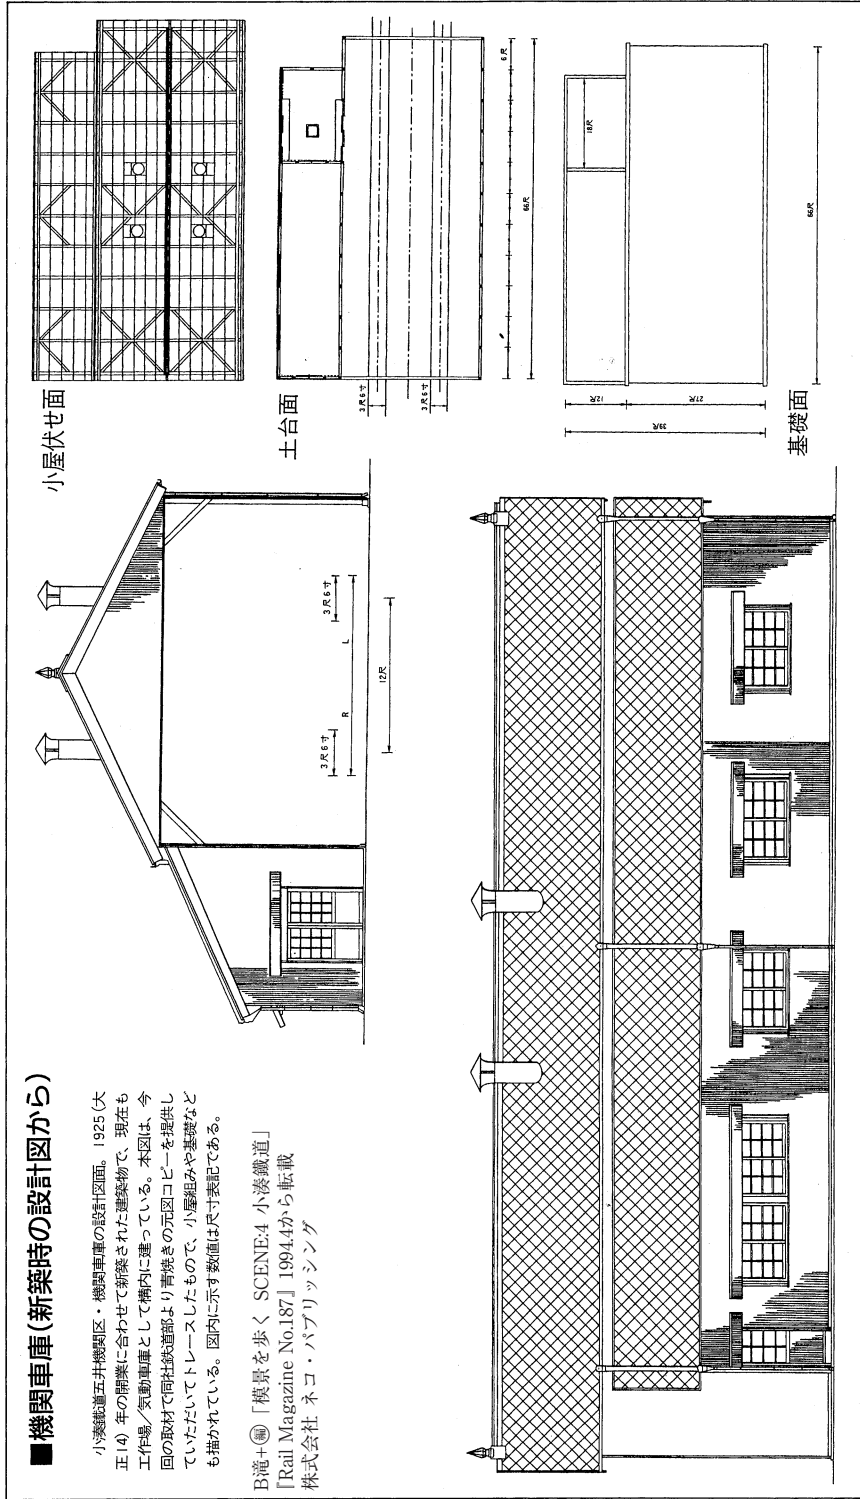 ■機関車庫(新築時の設計図から)
小湊鐵道五井機関区・機関車庫の設計図面。1925(大
正14)年の開業に合わせて新築された建築物で、現在も
工作場/気動車庫として構内に建っている。本図は、今
回の取材で同社鉄道部より青焼きの元図コピーを提供し
ていただいてトレースしたもので、小屋組みや基礎など
も描かれている。図内に示す数値は尺寸表記である。
B滝+㊢「模景を歩く SCENE:4 小湊鐵道」
『Rail Magazine No.187』1994.4から転載
株式会社 ネコ・パブリッシング
3尺6寸
R
L
3尺6寸
12尺
小屋伏せ面
土台面
3尺6寸
3尺6寸
6尺
66尺
基礎面
18尺
12尺
27尺
39尺
66尺